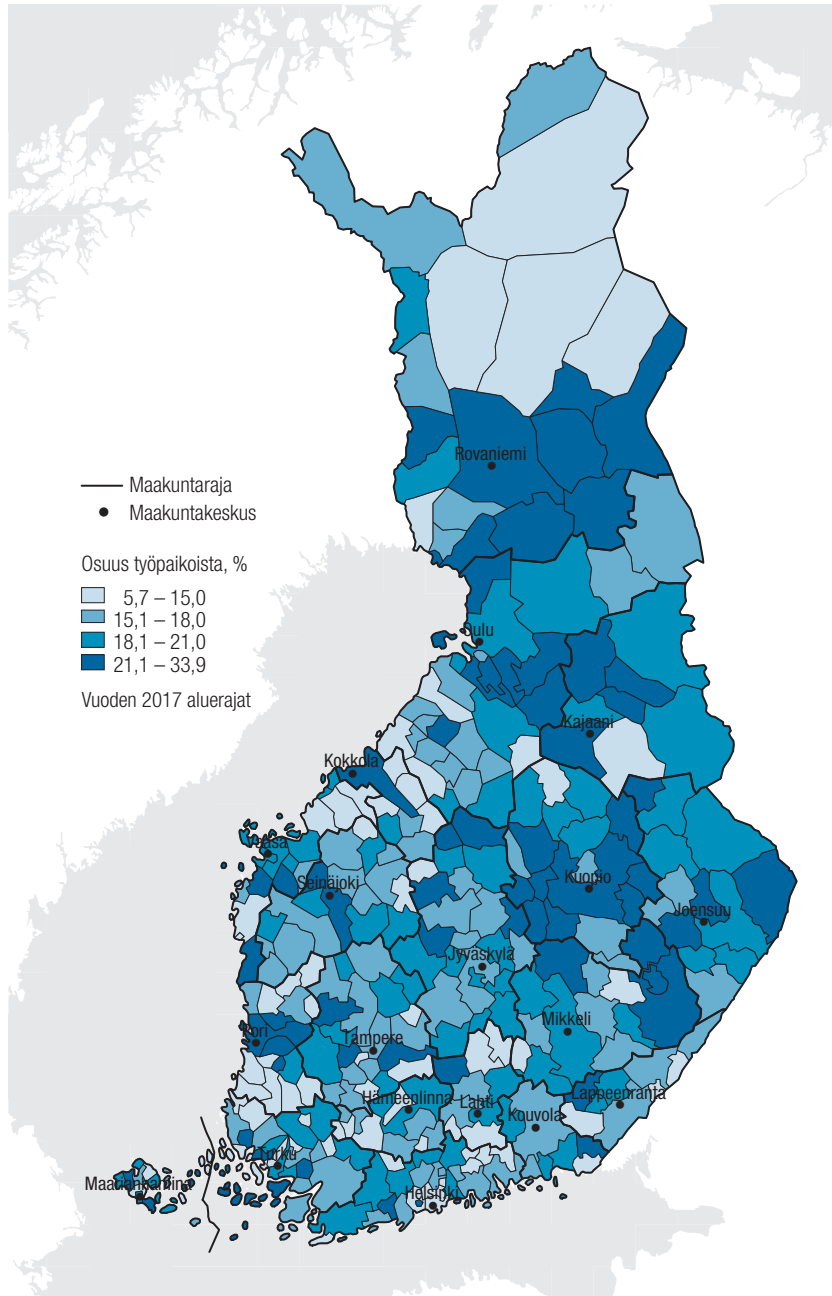 Rovaniemi
Maakuntaraja
Maakuntakeskus
Osuus työpaikoista, %
5,7 – 15,0
15,1 – 18,0
18,1 – 21,0
21,1 – 33,9
Vuoden 2017 aluerajat
Oulu
Kajaani
Kokkola
Vaasa
Seinäjoki
Kuopio
Joensuu
Jyväskylä
Mikkeli
Pori
Tampere
Hämeenlinna
Lahti
Lappeenranta
Kouvola
Turku
Maarianhamina
Helsinki